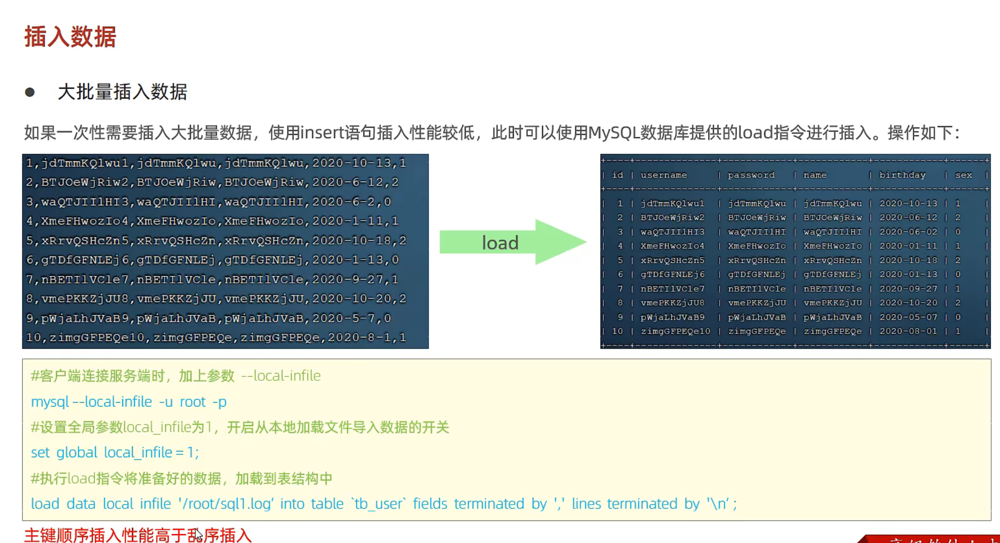 插入数据
● 大批量插入数据
如果一次性需要插入大批量数据，使用insert语句插入性能较低，此时可以使用MySQL数据库提供的load指令进行插入。操作如下：
1,jdTmmKQlwu1,jdTmmKQlwu,jdTmmKQlwu,2020-10-13,1
2,BTJOeWjRiw2,BTJOeWjRiw,BTJOeWjRiw,2020-6-12,2
3,waQTJIIlHI3,waQTJIIlHI,waQTJIIlHI,2020-6-2,0
4,XmeFHwozIo4,XmeFHwozIo,XmeFHwozIo,2020-1-11,1
5,xRrvQSHcZn5,xRrvQSHcZn,xRrvQSHcZn,2020-10-18,2
6,gTDfGFNLEj6,gTDfGFNLEj,gTDfGFNLEj,2020-1-13,0
7,nBETIlVCle7,nBETIlVCle,nBETIlVCle,2020-9-27,1
8,vmePKKZjJU8,vmePKKZjJU,vmePKKZjJU,2020-10-20,2
9,pWjaLhJVaB9,pWjaLhJVaB,pWjaLhJVaB,2020-5-7,0
10,zimgGFPEQe10,zimgGFPEQe,zimgGFPEQe,2020-8-1,1
load
| id | username | password | name | birthday | sex |
| 1 | jdTmmKQlwu1 | jdTmmKQlwu | jdTmmKQlwu | 2020-10-13 | 1 |
| 2 | BTJOeWjRiw2 | BTJOeWjRiw | BTJOeWjRiw | 2020-06-12 | 2 |
| 3 | waQTJIIlHI3 | waQTJIIlHI | waQTJIIlHI | 2020-06-02 | 0 |
| 4 | XmeFHwozIo4 | XmeFHwozIo | XmeFHwozIo | 2020-01-11 | 1 |
| 5 | xRrvQSHcZn5 | xRrvQSHcZn | xRrvQSHcZn | 2020-10-18 | 2 |
| 6 | gTDfGFNLEj6 | gTDfGFNLEj | gTDfGFNLEj | 2020-01-13 | 0 |
| 7 | nBETIlVCle7 | nBETIlVCle | nBETIlVCle | 2020-09-27 | 1 |
| 8 | vmePKKZjJU8 | vmePKKZjJU | vmePKKZjJU | 2020-10-20 | 2 |
| 9 | pWjaLhJVaB9 | pWjaLhJVaB | pWjaLhJVaB | 2020-05-07 | 0 |
| 10 | zimgGFPEQe10 | zimgGFPEQe | zimgGFPEQe | 2020-08-01 | 1 |
#客户端连接服务端时，加上参数 --local-infile
mysql --local-infile -u root -p
#设置全局参数local_infile为1，开启从本地加载文件导入数据的开关
set global local_infile = 1;
#执行load指令将准备好的数据，加载到表结构中
load data local infile '/root/sql1.log’ into table `tb_user` fields terminated by ',' lines terminated by '\n’ ;
主键顺序插入性能高于乱序插入